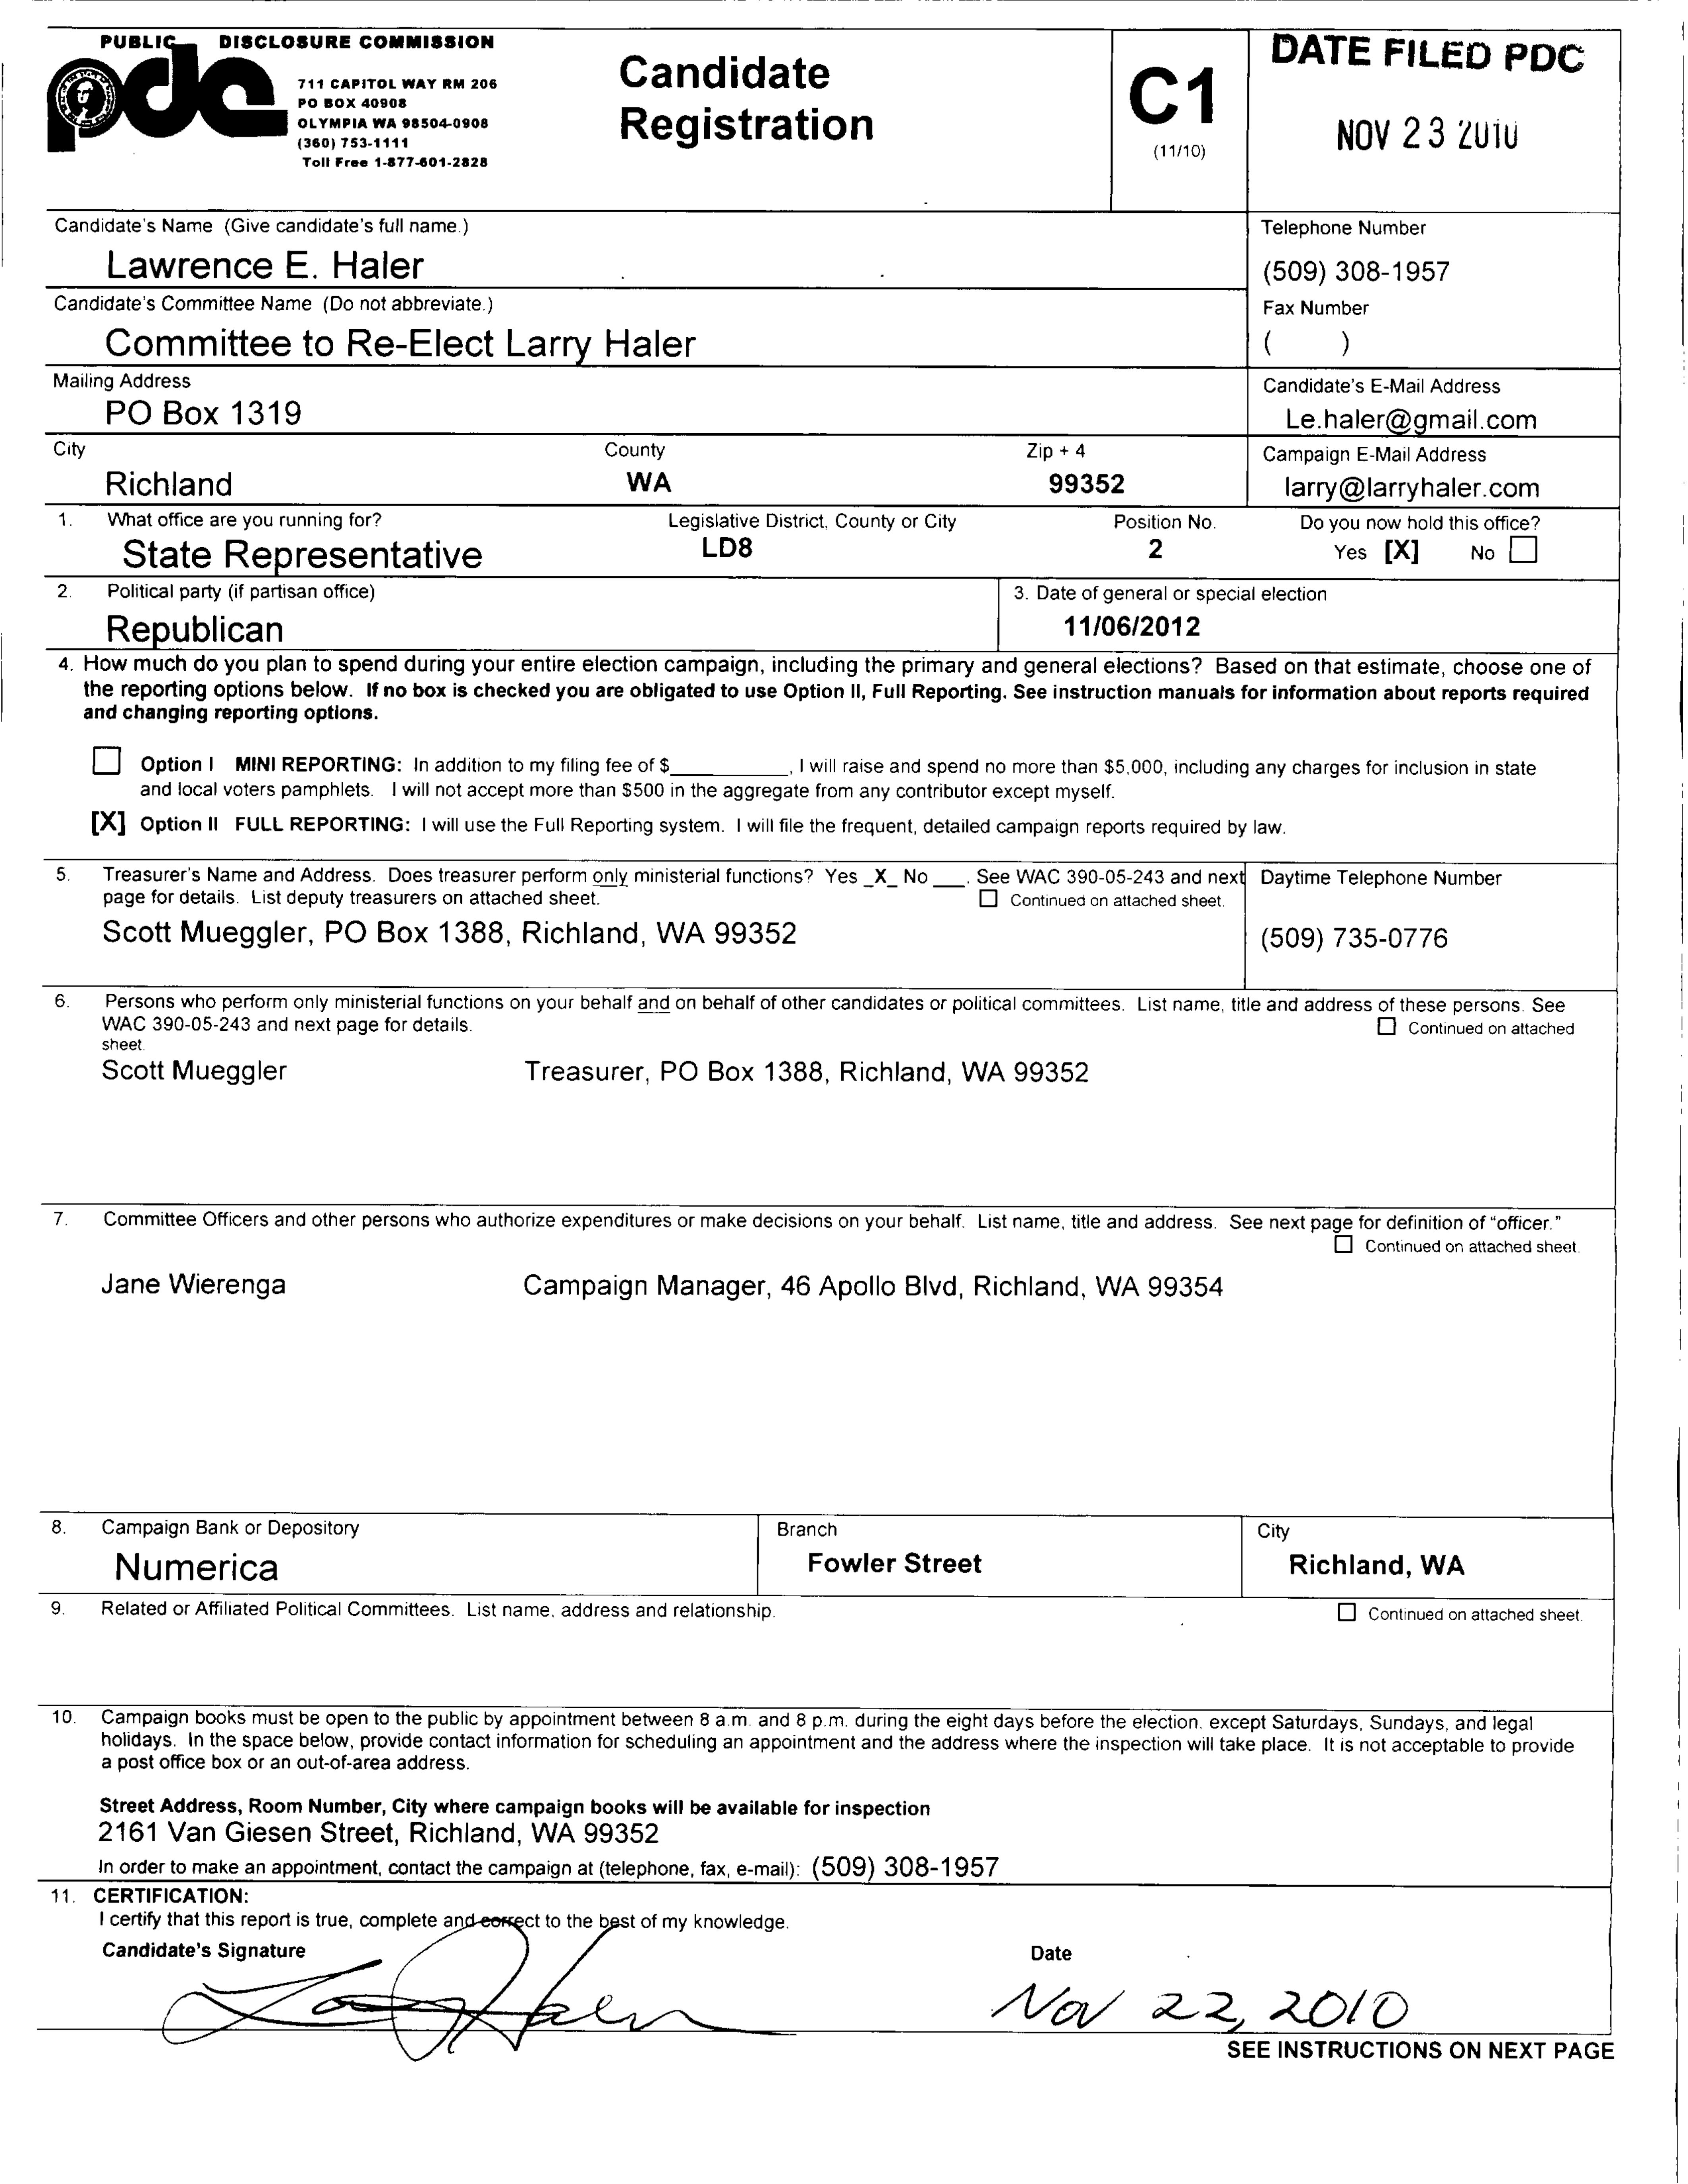 PUBLIC DISCLOSURE COMMISSION
pdc
711 CAPITOL WAY RM 206
PO BOX 40908
OLYMPIA WA 98504-0908
(360) 753-1111
Toll Free 1-877-601-2828
Candidate
Registration
C1
(11/10)
DATE FILED PDC
NOV 23 2010
Candidate's Name (Give candidate's full name.)
Lawrence E. Haler
Telephone Number
(509) 308-1957
Candidate's Committee Name (Do not abbreviate.)
Committee to Re-Elect Larry Haler
Fax Number
( )
Mailing Address
PO Box 1319
Candidate's E-Mail Address
Le.haler@gmail.com
City County Zip + 4
Richland WA 99352
Campaign E-Mail Address
larry@larryhaler.com
1. What office are you running for? Legislative District, County or City Position No. Do you now hold this office?
State Representative LD8 2 Yes [X] No
2. Political party (if partisan office)
Republican
3. Date of general or special election
11/06/2012
4. How much do you plan to spend during your entire election campaign, including the primary and general elections? Based on that estimate, choose one of
the reporting options below. If no box is checked you are obligated to use Option II, Full Reporting. See instruction manuals for information about reports required
and changing reporting options.
Option I MINI REPORTING: In addition to my filing fee of $__________, I will raise and spend no more than $5,000, including any charges for inclusion in state
and local voters pamphlets. I will not accept more than $500 in the aggregate from any contributor except myself.
[X] Option II FULL REPORTING: I will use the Full Reporting system. I will file the frequent, detailed campaign reports required by law.
5. Treasurer's Name and Address. Does treasurer perform only ministerial functions? Yes _X_ No ___. See WAC 390-05-243 and next
page for details. List deputy treasurers on attached sheet. Continued on attached sheet.
Scott Mueggler, PO Box 1388, Richland, WA 99352
Daytime Telephone Number
(509) 735-0776
6. Persons who perform only ministerial functions on your behalf and on behalf of other candidates or political committees. List name, title and address of these persons. See
WAC 390-05-243 and next page for details. Continued on attached
sheet.
Scott Mueggler Treasurer, PO Box 1388, Richland, WA 99352
7. Committee Officers and other persons who authorize expenditures or make decisions on your behalf. List name, title and address. See next page for definition of "officer."
Continued on attached sheet.
Jane Wierenga Campaign Manager, 46 Apollo Blvd, Richland, WA 99354
8. Campaign Bank or Depository Branch City
Numerica Fowler Street Richland, WA
9. Related or Affiliated Political Committees. List name, address and relationship. Continued on attached sheet.
10. Campaign books must be open to the public by appointment between 8 a.m. and 8 p.m. during the eight days before the election, except Saturdays, Sundays, and legal
holidays. In the space below, provide contact information for scheduling an appointment and the address where the inspection will take place. It is not acceptable to provide
a post office box or an out-of-area address.
Street Address, Room Number, City where campaign books will be available for inspection
2161 Van Giesen Street, Richland, WA 99352
In order to make an appointment, contact the campaign at (telephone, fax, e-mail): (509) 308-1957
11. CERTIFICATION:
I certify that this report is true, complete and correct to the best of my knowledge.
Candidate's Signature Date
Larry Haler Nov 22, 2010
SEE INSTRUCTIONS ON NEXT PAGE